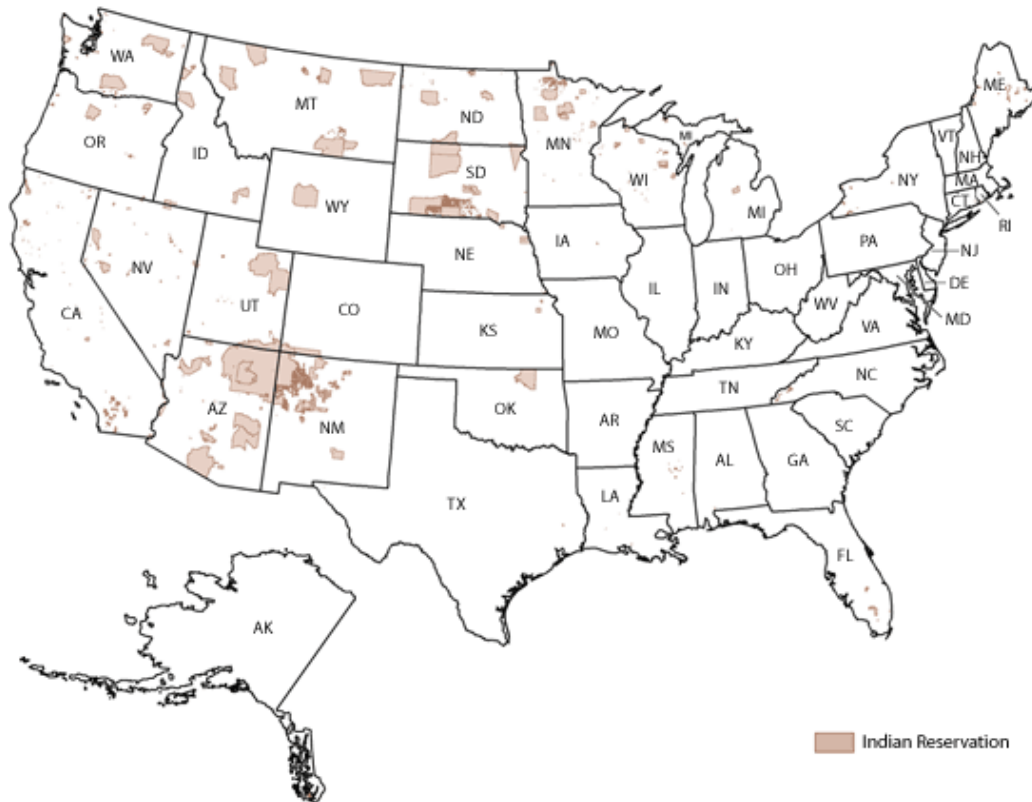 WA
MT
ND
MN
MI
ME
VT
NH
OR
ID
SD
WI
NY
MA
WY
MI
CT
RI
IA
PA
NE
NJ
NV
OH
UT
IL
IN
DE
CA
CO
WV
KS
MO
MD
VA
KY
NC
TN
AZ
OK
NM
AR
SC
MS
AL
GA
LA
TX
FL
AK
Indian Reservation